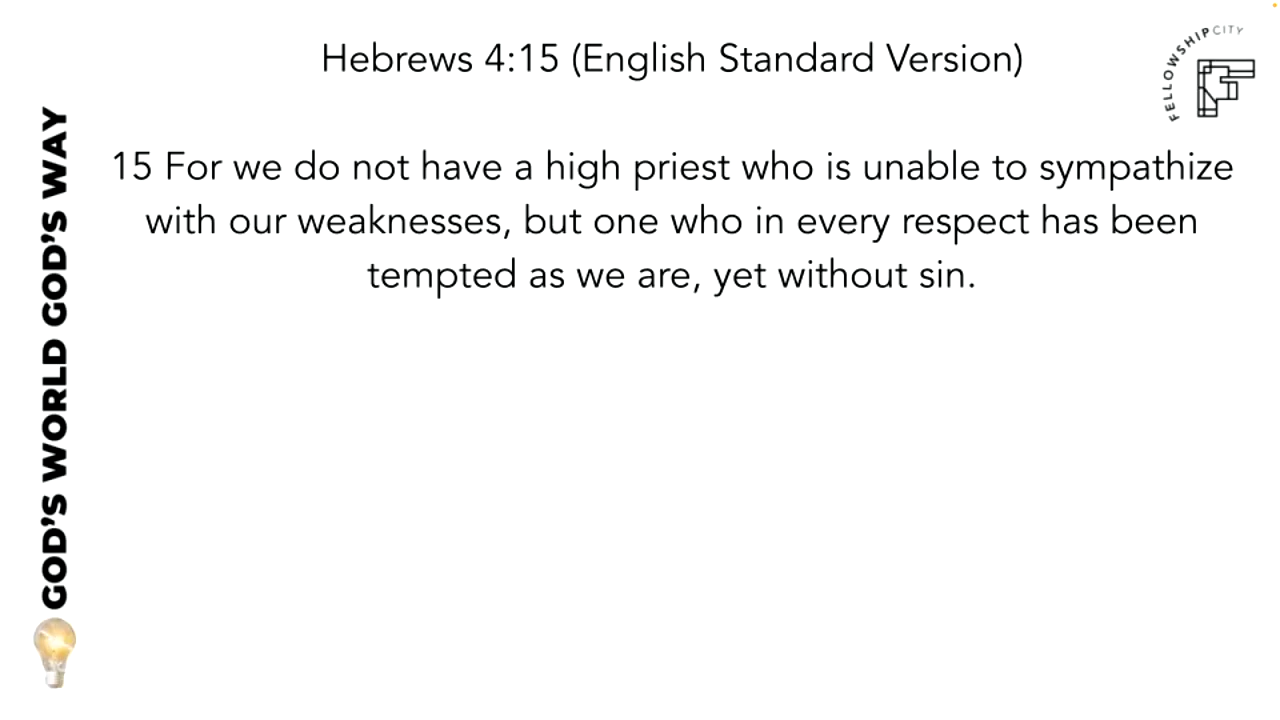 Hebrews 4:15 (English Standard Version)
FELLOWSHIPCITY
15 For we do not have a high priest who is unable to sympathize
with our weaknesses, but one who in every respect has been
tempted as we are, yet without sin.
GOD'S WORLD GOD'S WAY